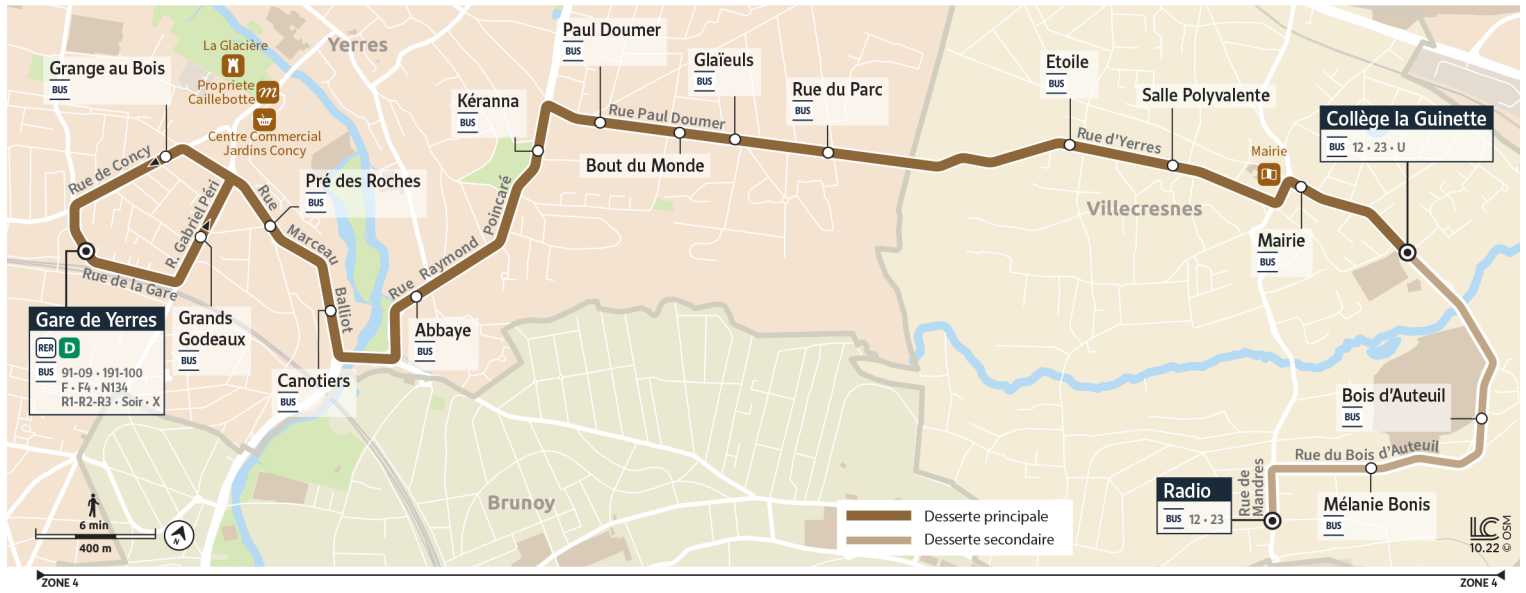 Yerres
La Glacière
Propriete
Caillebotte
m
Centre Commercial
Jardins Concy
Grange au Bois
BUS
Rue de Concy
R. Gabriel Péri
Rue
Marceau
Pré des Roches
BUS
Rue de la Gare
Gare de Yerres
RER D
BUS 91-09 • 191-100
F • F4 • N134
R1-R2-R3 • Soir • X
Grands
Godeaux
BUS
Balliot
Canotiers
BUS
Rue Raymond Poincaré
Abbaye
BUS
Kéranna
BUS
Paul Doumer
BUS
Rue Paul Doumer
Bout du Monde
Glaïeuls
BUS
Rue du Parc
BUS
Etoile
BUS
Rue d'Yerres
Salle Polyvalente
Villecresnes
Mairie
Mairie
BUS
Collège la Guinette
BUS 12 • 23 • U
Bois d'Auteuil
BUS
Rue du Bois d'Auteuil
Mélanie Bonis
BUS
Rue de
Mandres
Radio
BUS 12 • 23
Brunoy
Desserte principale
Desserte secondaire
6 min
400 m
N
LC
10.22 © OSM
ZONE 4
ZONE 4